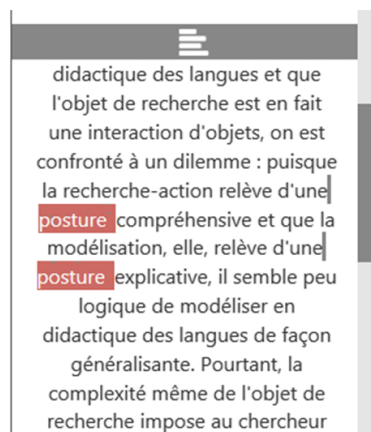 didactique des langues et que
l'objet de recherche est en fait
une interaction d'objets, on est
confronté à un dilemme : puisque
la recherche-action relève d'une
posture compréhensive et que la
modélisation, elle, relève d'une
posture explicative, il semble peu
logique de modéliser en
didactique des langues de façon
généralisante. Pourtant, la
complexité même de l'objet de
recherche impose au chercheur